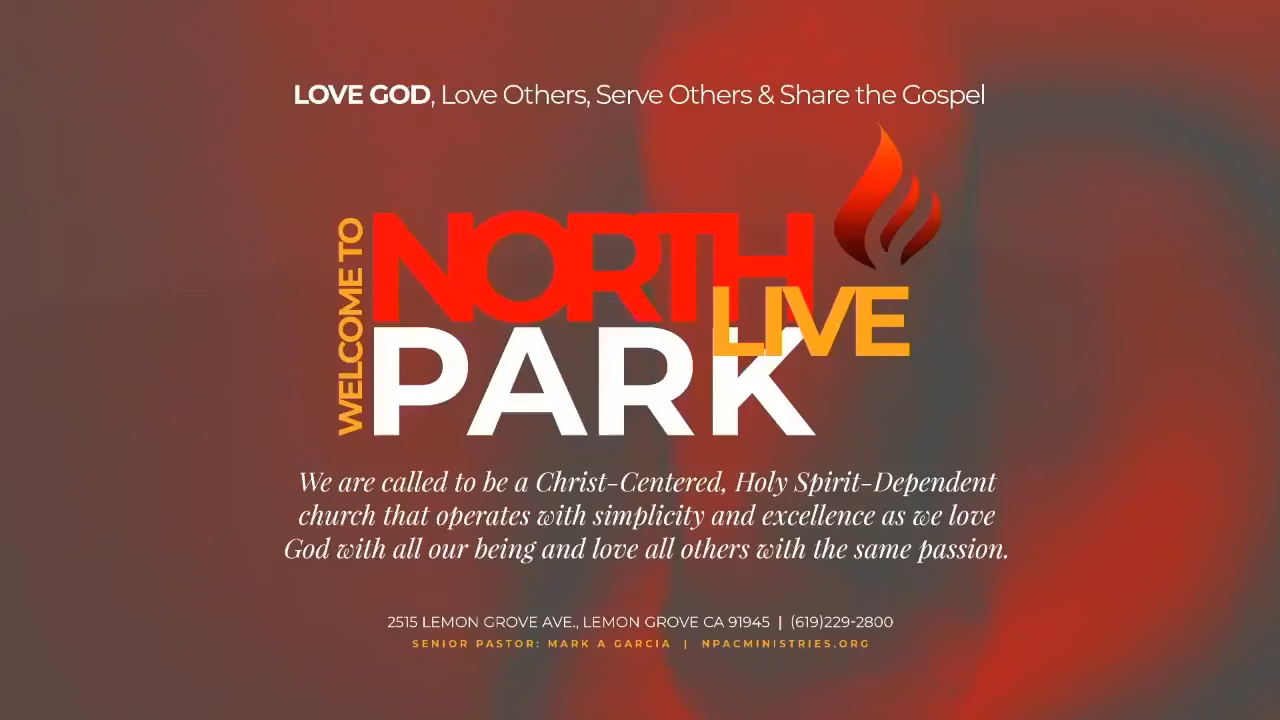 LOVE GOD, Love Others, Serve Others & Share the Gospel
WELCOME TO
NORTH
LIVE
PARK
We are called to be a Christ-Centered, Holy Spirit-Dependent
church that operates with simplicity and excellence as we love
God with all our being and love all others with the same passion.
2515 LEMON GROVE AVE., LEMON GROVE CA 91945 | (619)229-2800
SENIOR PASTOR: MARK A GARCIA | NPACMINISTRIES.ORG